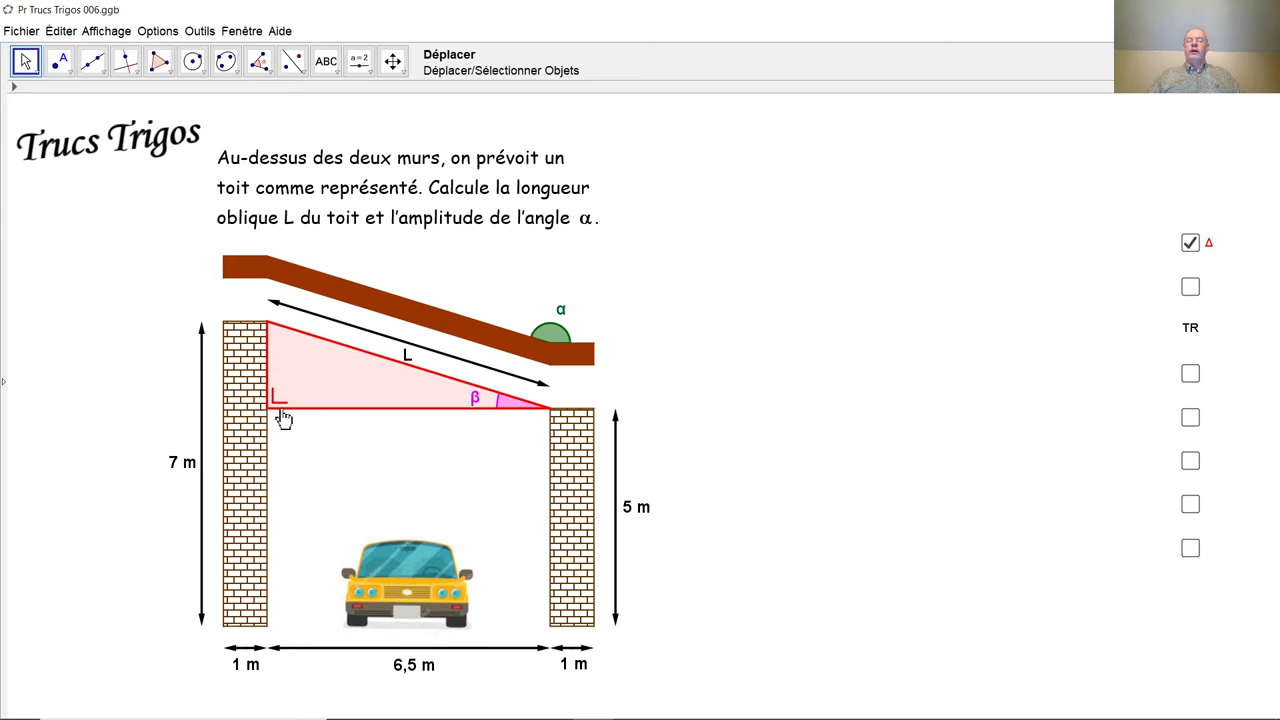 Pr Trucs Trigos 006.ggb
Fichier Éditer Affichage Options Outils Fenêtre Aide
A
ABC
a=2
Déplacer
Déplacer/Sélectionner Objets
Trucs Trigos
Au-dessus des deux murs, on prévoit un
toit comme représenté. Calcule la longueur
oblique L du toit et l'amplitude de l'angle α.
Δ
α
TR
L
β
7 m
5 m
1 m
6,5 m
1 m